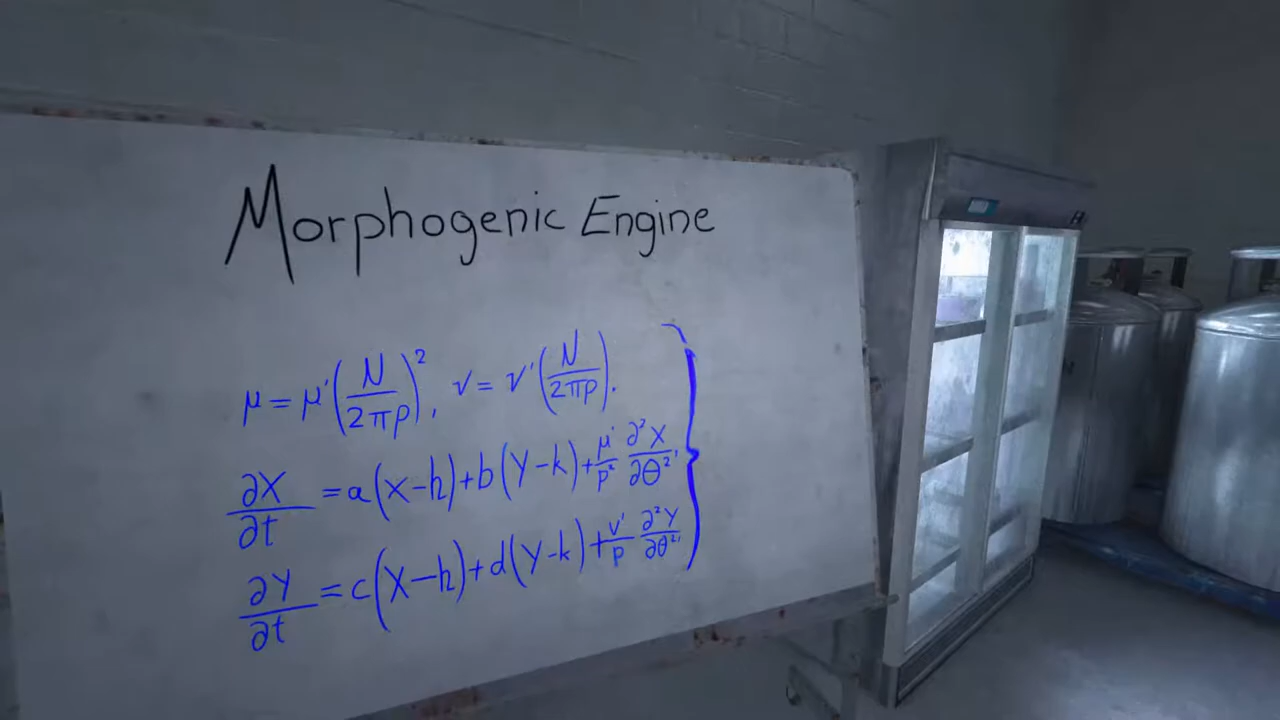 Morphogenic Engine
μ = μ'(N/2πρ)², ν = ν'(N/2πρ).
∂X/∂t = a(X-h)+b(Y-k)+μ'/ρ² ∂²X/∂θ²,
∂Y/∂t = c(X-h)+d(Y-k)+ν'/ρ ∂²Y/∂θ²,